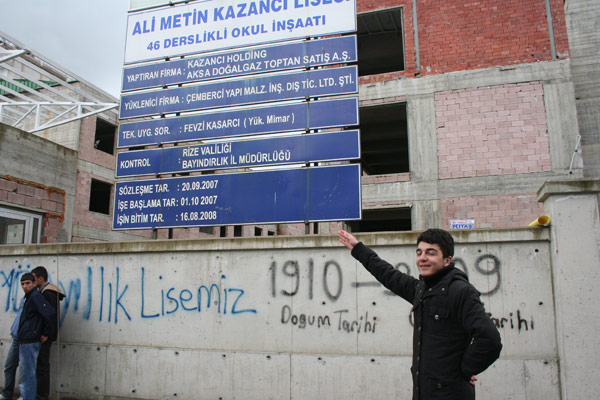 ALİ METİN KAZANCI LİSESİ
46 DERSLİKLİ OKUL İNŞAATI
YAPTIRAN FİRMA : KAZANCI HOLDİNG
AKSA DOĞALGAZ TOPTAN SATIŞ A.Ş.
YÜKLENİCİ FİRMA : ÇEMBERCİ YAPI MALZ. İNŞ. DIŞ TİC. LTD. ŞTİ.
TEK. UYG. SOR. : FEVZİ KASARCI ( Yük. Mimar )
KONTROL : RİZE VALİLİĞİ
BAYINDIRLIK İL MÜDÜRLÜĞÜ
SÖZLEŞME TAR. : 20.09.2007
İŞE BAŞLAMA TAR. : 01.10 2007
İŞİN BİTİM TAR. : 16.08.2008
Lisemiz
1910-
Doğum Tarihi